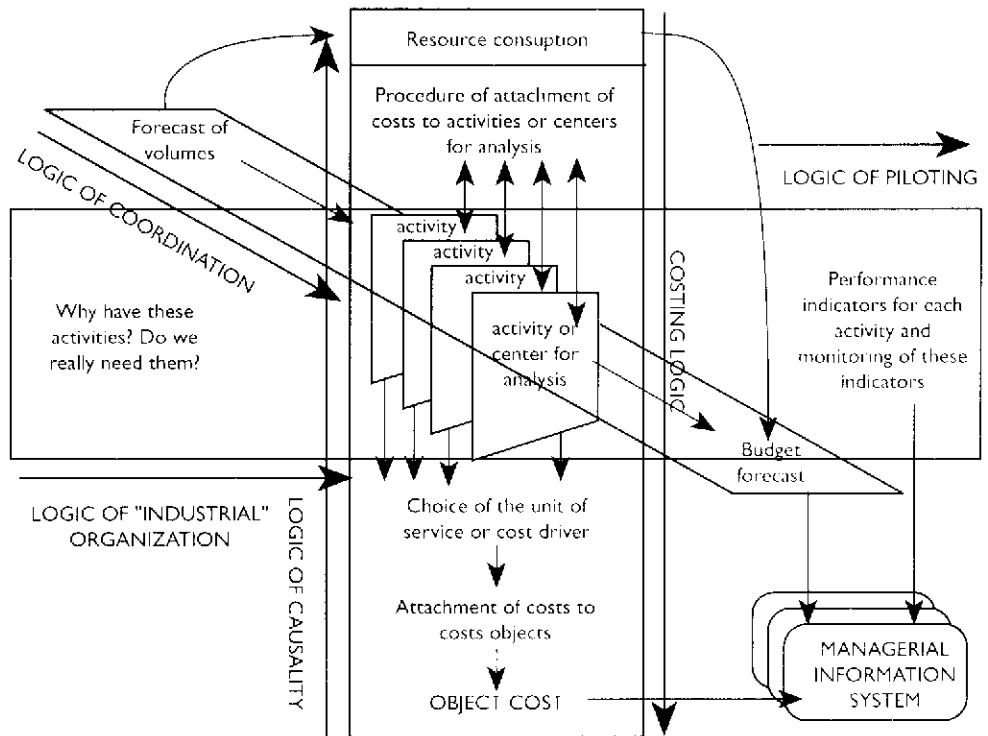 Resource consuption
Procedure of attachment of
costs to activities or centers
for analysis
Forecast of
volumes
LOGIC OF COORDINATION
LOGIC OF PILOTING
activity
activity
activity
activity or
center for
analysis
Why have these
activities? Do we
really need them?
COSTING LOGIC
Performance
indicators for each
activity and
monitoring of these
indicators
Budget
forecast
LOGIC OF "INDUSTRIAL"
ORGANIZATION
LOGIC OF CAUSALITY
Choice of the unit of
service or cost driver
Attachment of costs to
costs objects
OBJECT COST
MANAGERIAL
INFORMATION
SYSTEM